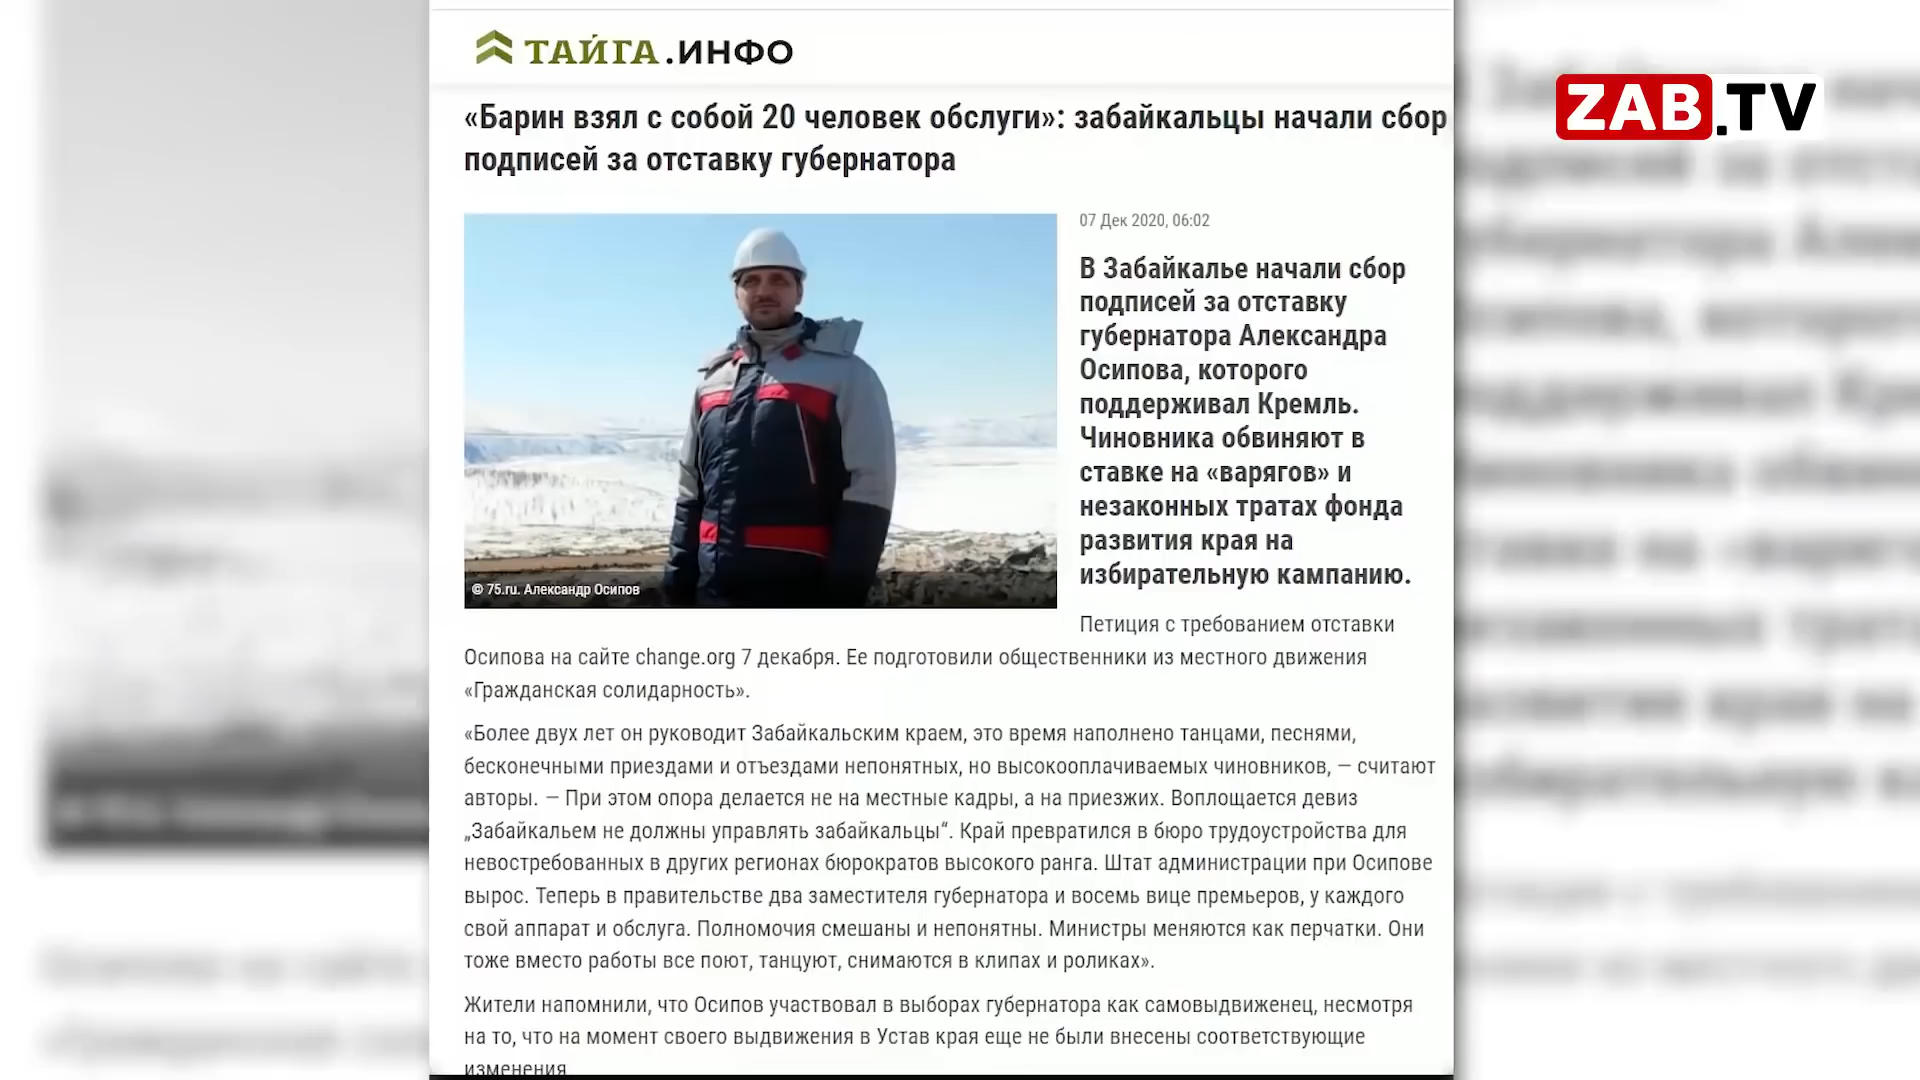 ТАЙГА.ИНФО
ZAB.TV
«Барин взял с собой 20 человек обслуги»: забайкальцы начали сбор
подписей за отставку губернатора
07 Дек 2020, 06:02
В Забайкалье начали сбор
подписей за отставку
губернатора Александра
Осипова, которого
поддерживал Кремль.
Чиновника обвиняют в
ставке на «варягов» и
незаконных тратах фонда
развития края на
избирательную кампанию.
© 75.ru. Александр Осипов
Петиция с требованием отставки
Осипова на сайте change.org 7 декабря. Ее подготовили общественники из местного движения
«Гражданская солидарность».
«Более двух лет он руководит Забайкальским краем, это время наполнено танцами, песнями,
бесконечными приездами и отъездами непонятных, но высокооплачиваемых чиновников, — считают
авторы. — При этом опора делается не на местные кадры, а на приезжих. Воплощается девиз
„Забайкальем не должны управлять забайкальцы“. Край превратился в бюро трудоустройства для
невостребованных в других регионах бюрократов высокого ранга. Штат администрации при Осипове
вырос. Теперь в правительстве два заместителя губернатора и восемь вице премьеров, у каждого
свой аппарат и обслуга. Полномочия смешаны и непонятны. Министры меняются как перчатки. Они
тоже вместо работы все поют, танцуют, снимаются в клипах и роликах».
Жители напомнили, что Осипов участвовал в выборах губернатора как самовыдвиженец, несмотря
на то, что на момент своего выдвижения в Устав края еще не были внесены соответствующие
изменения